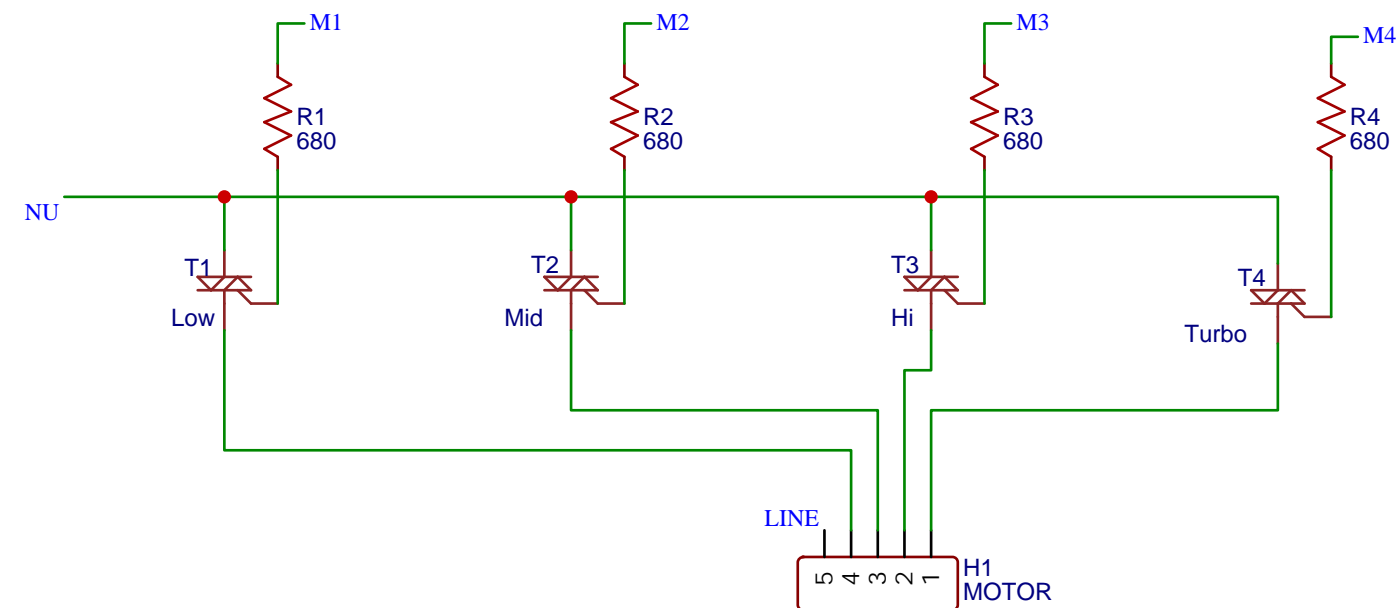 M1
M2
M3
M4
R1
680
R2
680
R3
680
R4
680
NU
T1
Low
T2
Mid
T3
Hi
T4
Turbo
LINE
5 4 3 2 1
H1
MOTOR